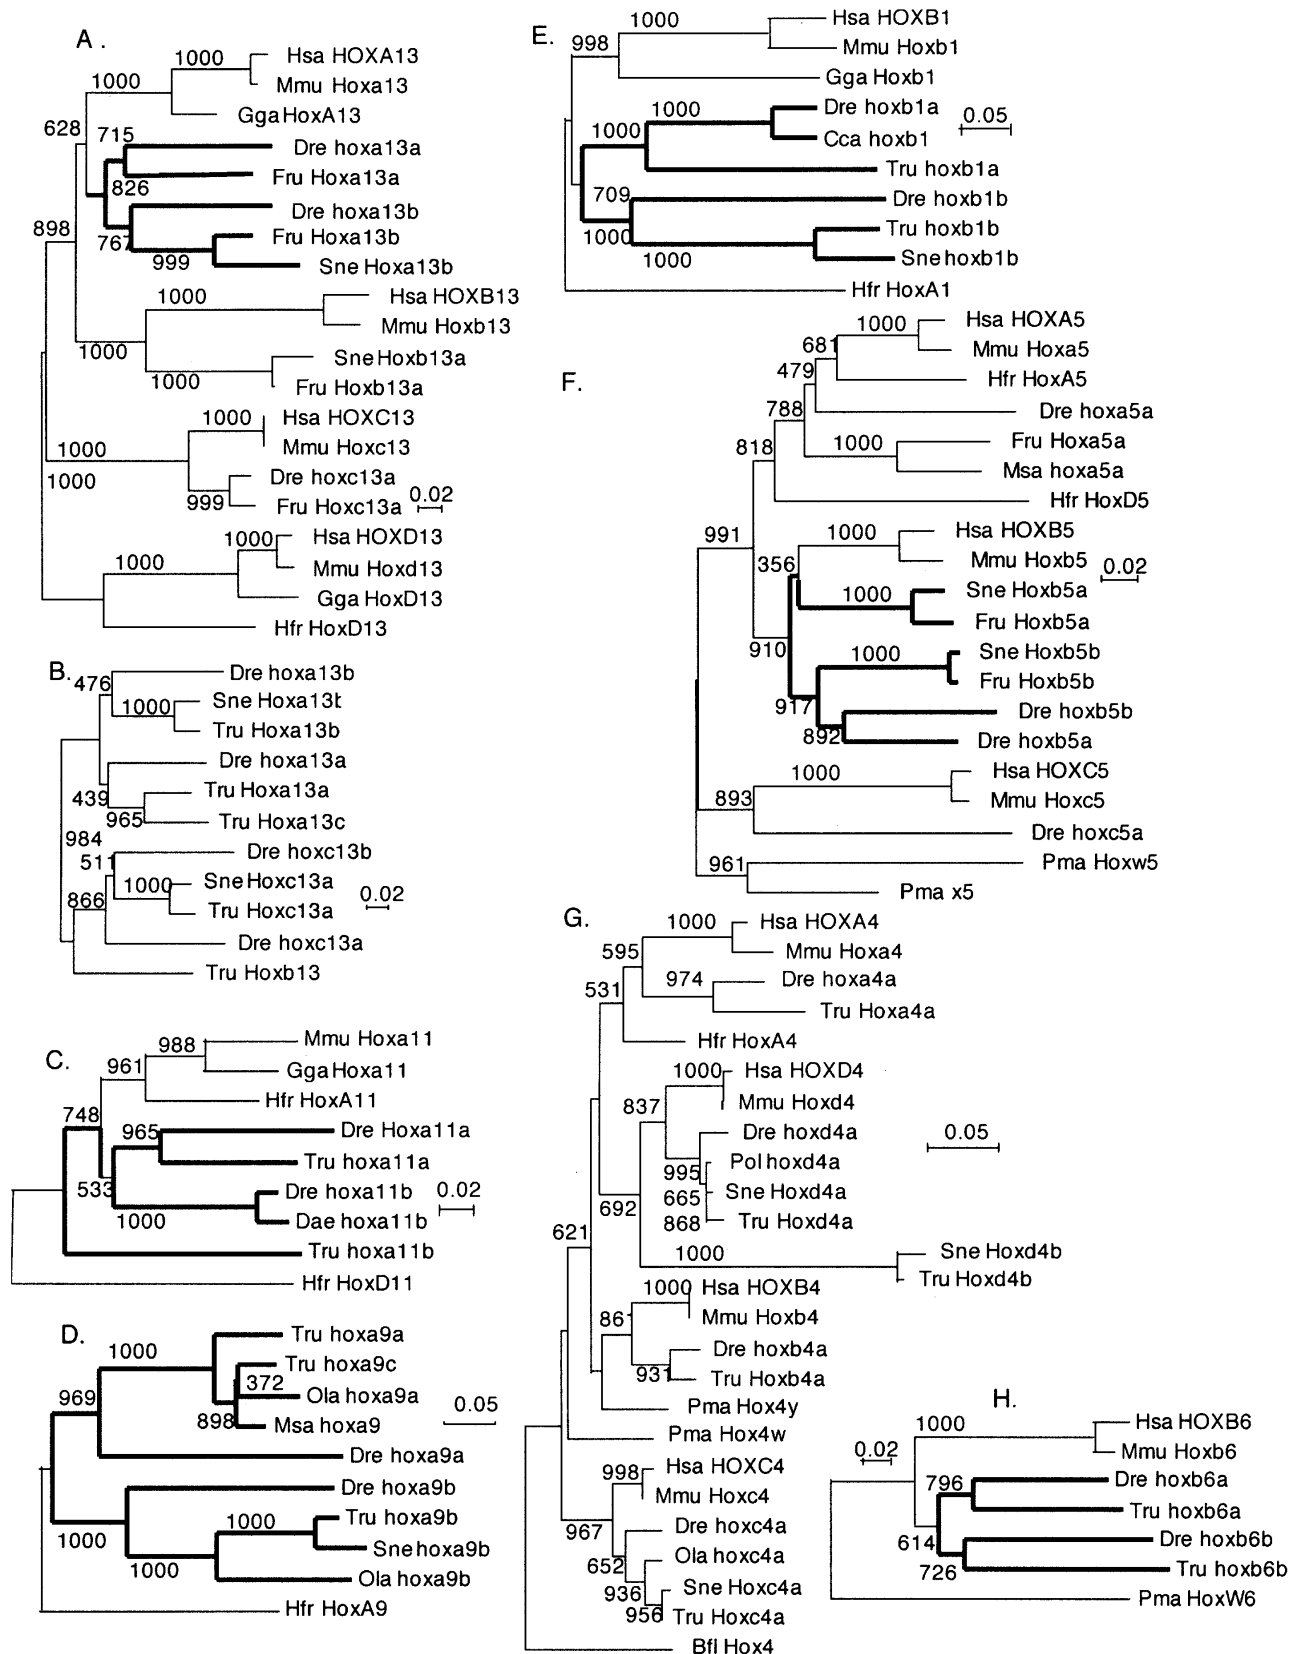 A .
1000
Hsa HOXA13
1000
Mmu Hoxa13
Gga HoxA13
628
715
Dre hoxa13a
Fru Hoxa13a
826
Dre hoxa13b
898
767
Fru Hoxa13b
999
Sne Hoxa13b
1000
Hsa HOXB13
Mmu Hoxb13
1000
Sne Hoxb13a
1000
Fru Hoxb13a
1000
Hsa HOXC13
1000
Mmu Hoxc13
1000
Dre hoxc13a
999
Fru Hoxc13a
0.02
1000
Hsa HOXD13
1000
Mmu Hoxd13
Gga HoxD13
Hfr HoxD13
B.
476
Dre hoxa13b
1000
Sne Hoxa13b
Tru Hoxa13b
Dre hoxa13a
439
Tru Hoxa13a
965
Tru Hoxa13c
984
511
Dre hoxc13b
1000
Sne Hoxc13a
0.02
866
Tru Hoxc13a
Dre hoxc13a
Tru Hoxb13
C.
988
Mmu Hoxa11
961
Gga Hoxa11
Hfr HoxA11
748
965
Dre Hoxa11a
Tru hoxa11a
533
Dre hoxa11b
0.02
1000
Dae hoxa11b
Tru hoxa11b
Hfr HoxD11
D.
1000
Tru hoxa9a
Tru hoxa9c
372
969
Ola hoxa9a
0.05
898
Msa hoxa9
Dre hoxa9a
Dre hoxa9b
1000
1000
Tru hoxa9b
Sne hoxa9b
1000
Ola hoxa9b
Hfr HoxA9
E.
998
1000
Hsa HOXB1
Mmu Hoxb1
Gga Hoxb1
1000
Dre hoxb1a
0.05
1000
Cca hoxb1
Tru hoxb1a
709
Dre hoxb1b
1000
Tru hoxb1b
1000
Sne hoxb1b
Hfr HoxA1
F.
1000
Hsa HOXA5
681
Mmu Hoxa5
479
Hfr HoxA5
788
Dre hoxa5a
818
1000
Fru Hoxa5a
Msa hoxa5a
Hfr HoxD5
991
1000
Hsa HOXB5
356
Mmu Hoxb5
0.02
1000
Sne Hoxb5a
Fru Hoxb5a
910
1000
Sne Hoxb5b
Fru Hoxb5b
917
Dre hoxb5b
892
Dre hoxb5a
1000
Hsa HOXC5
893
Mmu Hoxc5
Dre hoxc5a
961
Pma Hoxw5
Pma x5
G.
1000
Hsa HOXA4
595
Mmu Hoxa4
974
Dre hoxa4a
531
Tru Hoxa4a
Hfr HoxA4
1000
Hsa HOXD4
837
Mmu Hoxd4
Dre hoxd4a
0.05
995
Pol hoxd4a
665
Sne Hoxd4a
692
868
Tru Hoxd4a
621
1000
Sne Hoxd4b
Tru Hoxd4b
1000
Hsa HOXB4
861
Mmu Hoxb4
Dre hoxb4a
931
Tru Hoxb4a
Pma Hox4y
Pma Hox4w
998
Hsa HOXC4
Mmu Hoxc4
967
Dre hoxc4a
652
Ola hoxc4a
936
Sne Hoxc4a
956
Tru Hoxc4a
Bfl Hox4
H.
1000
Hsa HOXB6
0.02
Mmu Hoxb6
796
Dre hoxb6a
Tru hoxb6a
614
Dre hoxb6b
726
Tru hoxb6b
Pma HoxW6